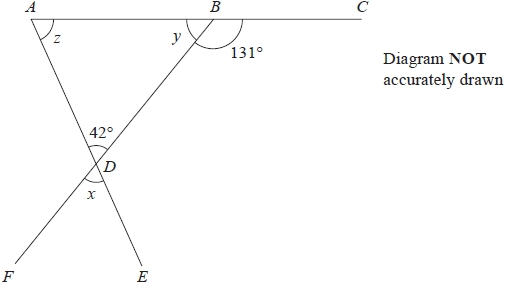 A B C
z y 131°
Diagram NOT
accurately drawn
42°
D
x
F E